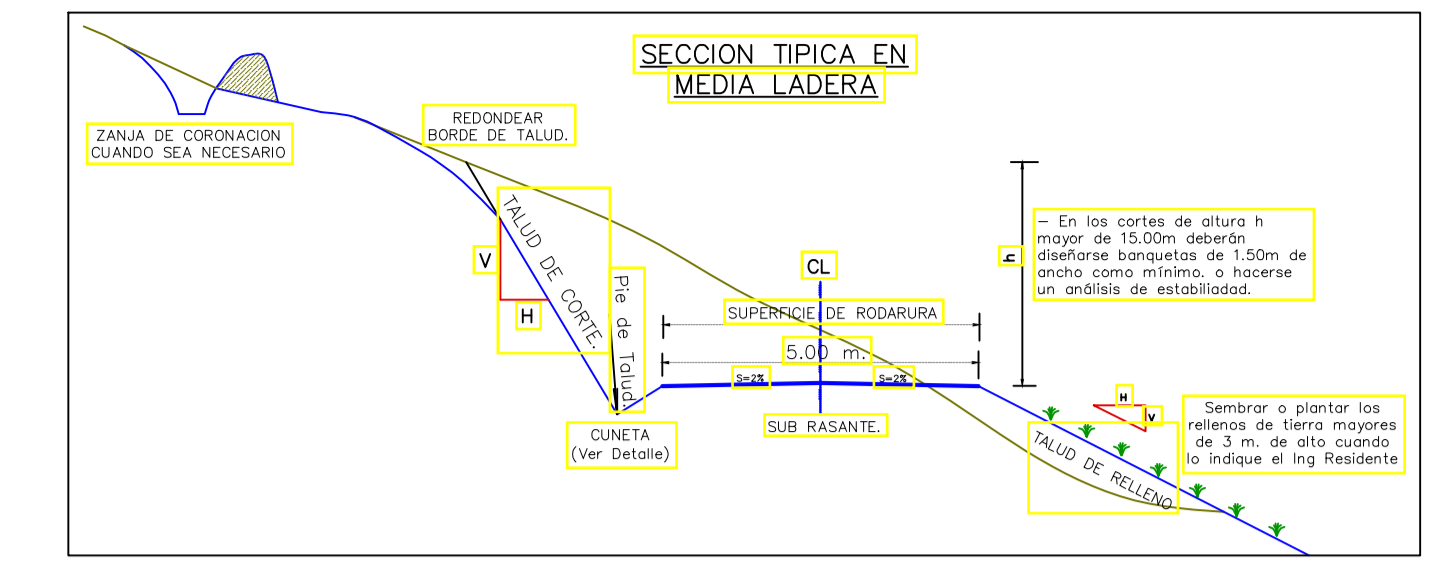 SECCION TIPICA EN
MEDIA LADERA
ZANJA DE CORONACION
CUANDO SEA NECESARIO
REDONDEAR
BORDE DE TALUD.
TALUD DE CORTE.
V
H
Pie de Talud.
CL
SUPERFICIE DE RODARURA
5.00 m.
S=2%
S=2%
SUB RASANTE.
CUNETA
(Ver Detalle)
h
– En los cortes de altura h
mayor de 15.00m deberán
diseñarse banquetas de 1.50m de
ancho como mínimo. o hacerse
un análisis de estabiliadad.
H
V
TALUD DE RELLENO
Sembrar o plantar los
rellenos de tierra mayores
de 3 m. de alto cuando
lo indique el Ing Residente